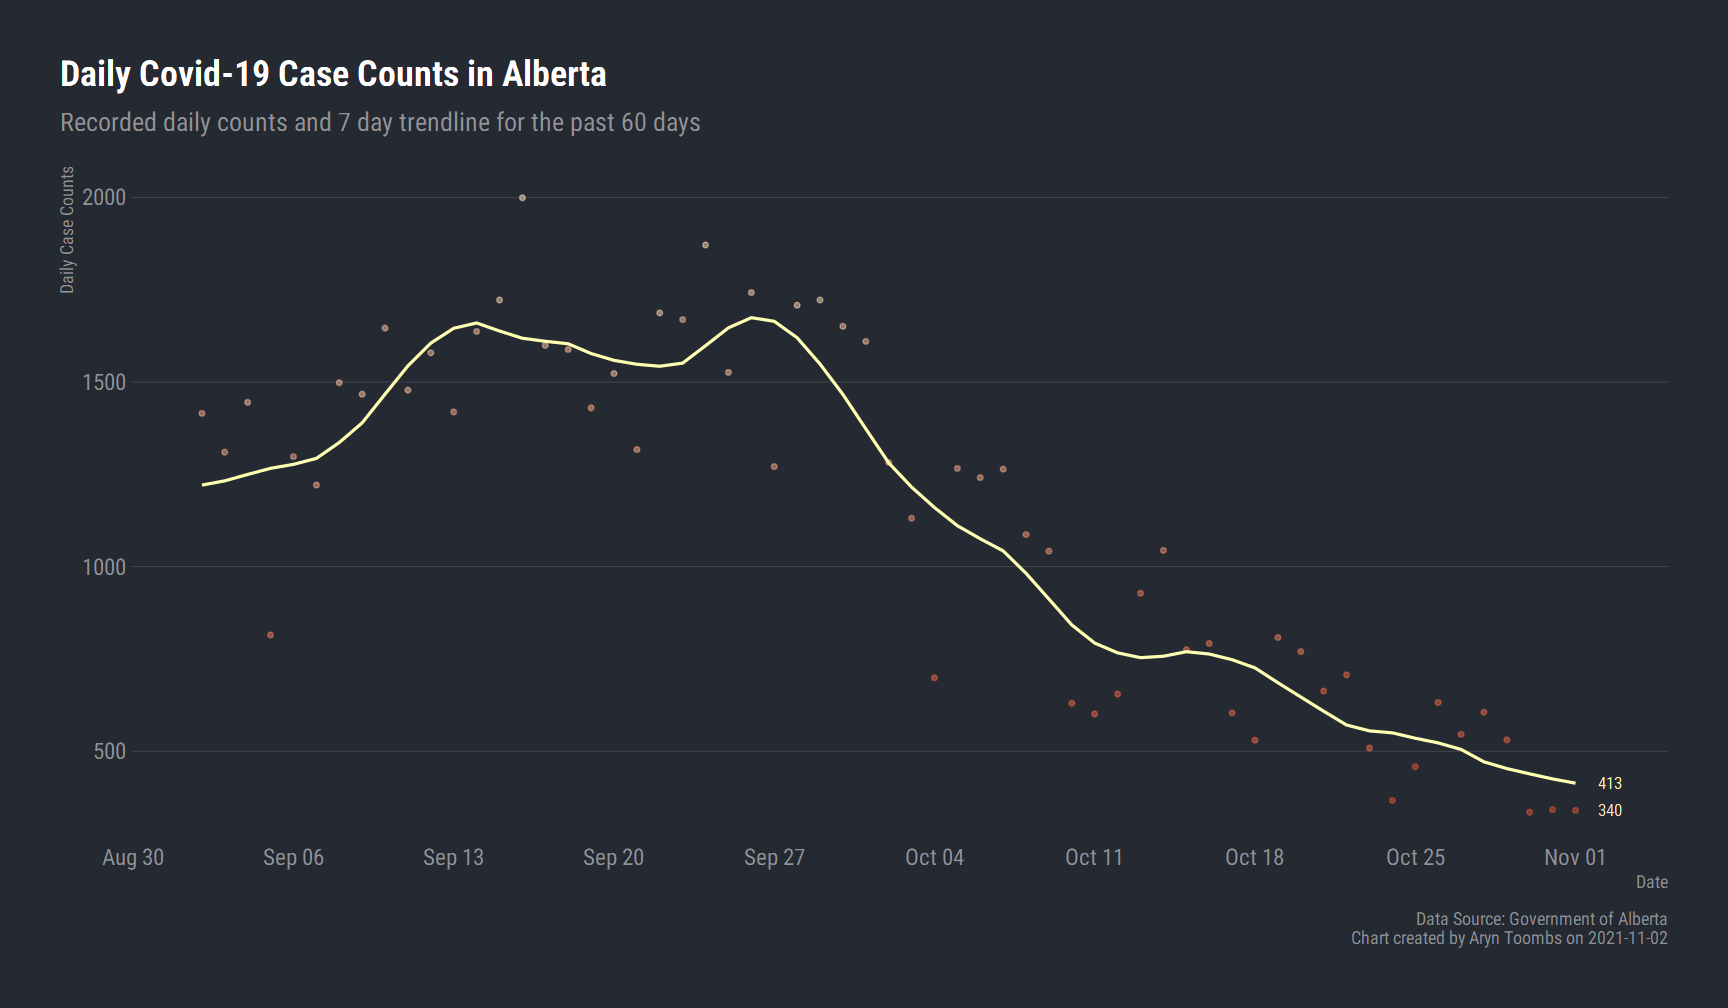 Daily Covid-19 Case Counts in Alberta
Recorded daily counts and 7 day trendline for the past 60 days
Daily Case Counts
2000
1500
1000
500
413
340
Aug 30 Sep 06 Sep 13 Sep 20 Sep 27 Oct 04 Oct 11 Oct 18 Oct 25 Nov 01
Date
Data Source: Government of Alberta
Chart created by Aryn Toombs on 2021-11-02